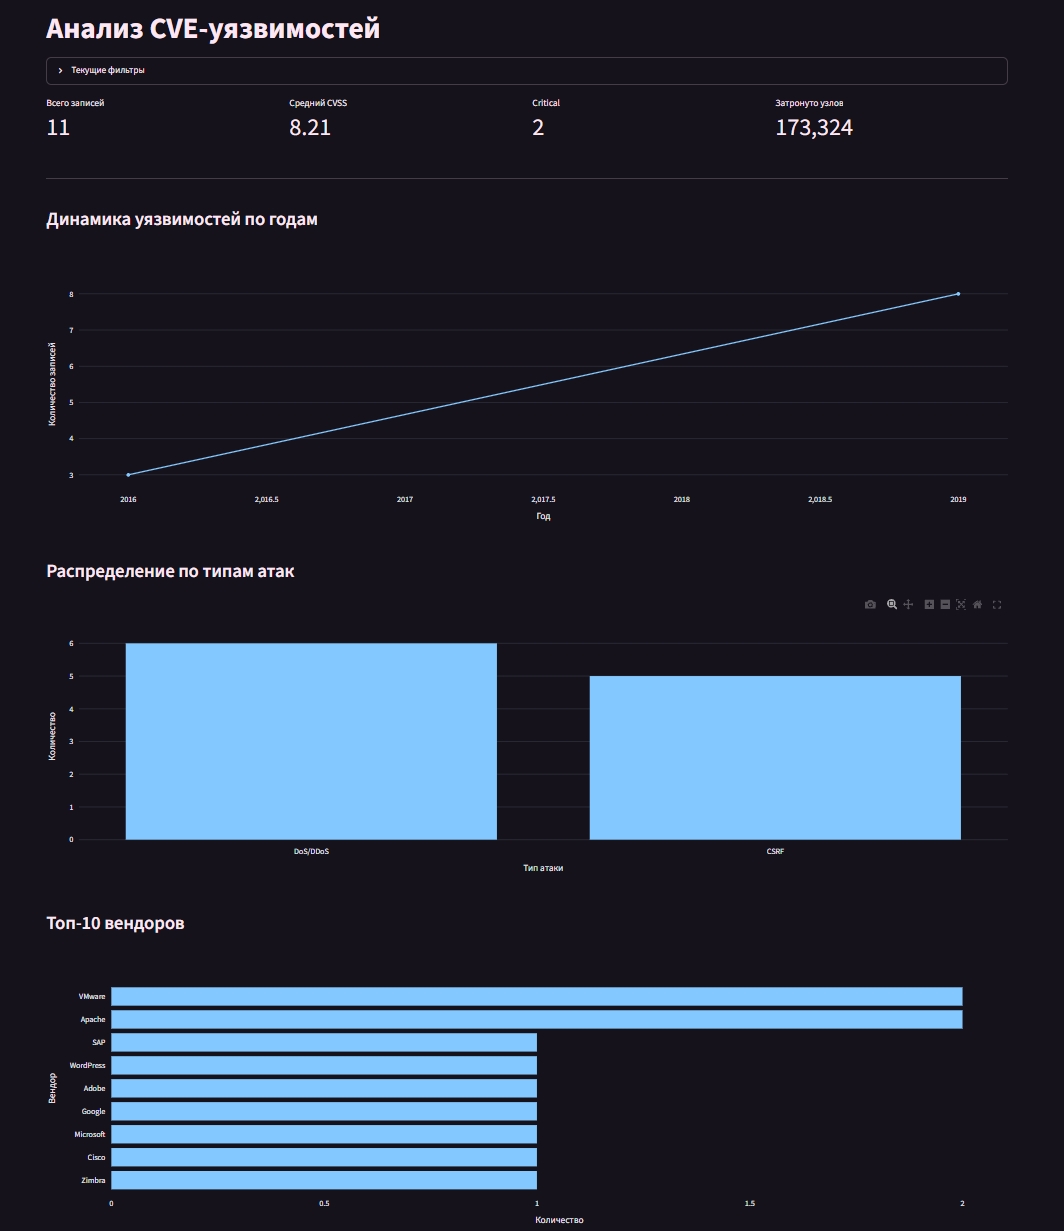 Анализ CVE-уязвимостей
Текущие фильтры
Всего записей
11
Средний CVSS
8.21
Critical
2
Затронуто узлов
173,324
Динамика уязвимостей по годам
8
7
6
5
4
3
Количество записей
2016
2,016.5
2017
2,017.5
2018
2,018.5
2019
Год
Распределение по типам атак
6
5
4
3
2
1
0
Количество
DoS/DDoS
CSRF
Тип атаки
Топ-10 вендоров
VMware
Apache
SAP
WordPress
Adobe
Google
Microsoft
Cisco
Zimbra
Вендор
0
0.5
1
1.5
2
Количество